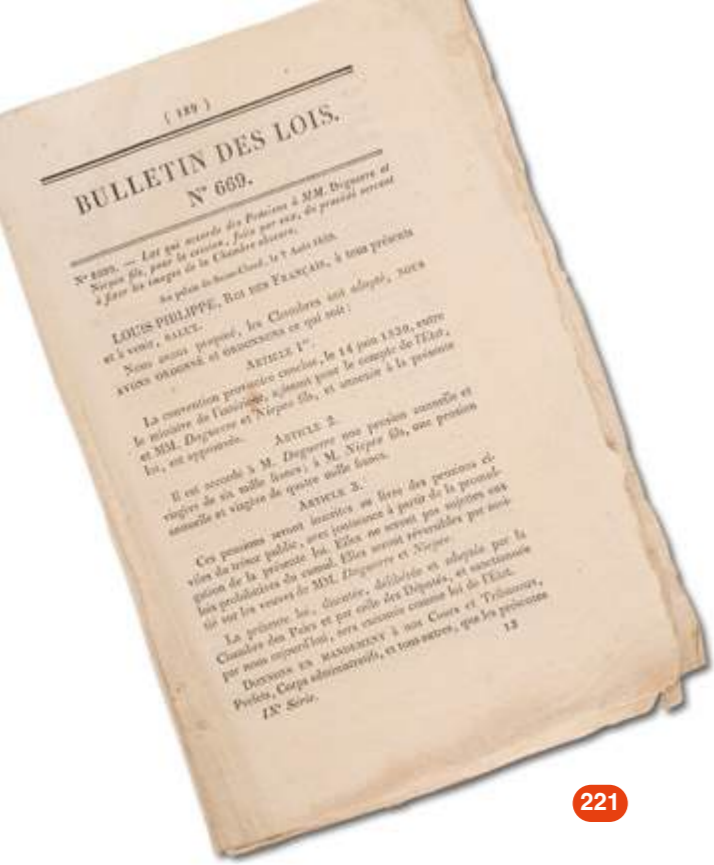 ( 189 )
BULLETIN DES LOIS.
N° 669.
— Loi qui accorde des Pensions à MM. Daguerre et
Niepce fils, pour la cession, faite par eux, du procédé servant
à fixer les images de la Chambre obscure.
Au palais de Saint-Cloud, le 7 Août 1839.
LOUIS-PHILIPPE, ROI DES FRANÇAIS, à tous présents
et à venir, SALUT.
Nous avons proposé, les Chambres ont adopté, NOUS
AVONS ORDONNÉ et ORDONNONS ce qui suit :
ARTICLE 1er.
La convention provisoire conclue, le 14 juin 1839, entre
le ministre de l'intérieur, agissant pour le compte de l'État,
et MM. Daguerre et Niepce fils, et annexée à la présente
loi, est approuvée.
ARTICLE 2.
Il est accordé à M. Daguerre une pension annuelle et
viagère de six mille francs; à M. Niepce fils, une pension
annuelle et viagère de quatre mille francs.
ARTICLE 3.
Ces pensions seront inscrites au livre des pensions ci-
viles du trésor public, avec jouissance à partir de la promul-
gation de la présente loi. Elles ne seront pas sujettes aux
lois prohibitives du cumul. Elles seront réversibles par moi-
tié sur les veuves de MM. Daguerre et Niepce.
La présente loi, discutée, délibérée et adoptée par la
Chambre des Pairs et par celle des Députés, et sanctionnée
par nous aujourd'hui, sera exécutée comme loi de l'État.
DONNONS EN MANDEMENT à nos Cours et Tribunaux,
Préfets, Corps administratifs, et tous autres, que les présentes
IXe Série. 13
221